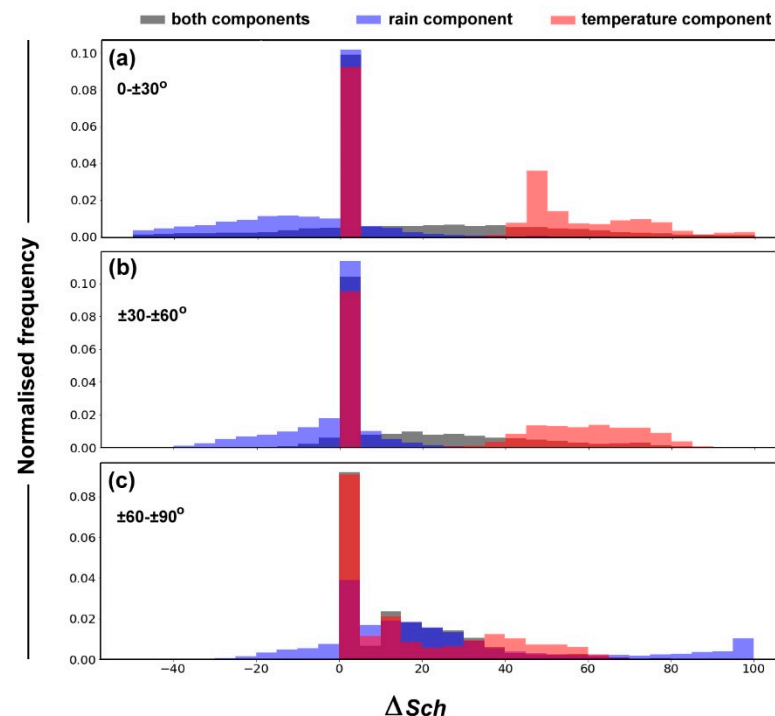 both components rain component temperature component
(a)
0-±30°
0.10
0.08
0.06
0.04
0.02
0.00
(b)
±30-±60°
0.10
0.08
0.06
0.04
0.02
0.00
(c)
±60-±90°
0.08
0.06
0.04
0.02
0.00
−40 −20 0 20 40 60 80 100
Normalised frequency
ΔSch